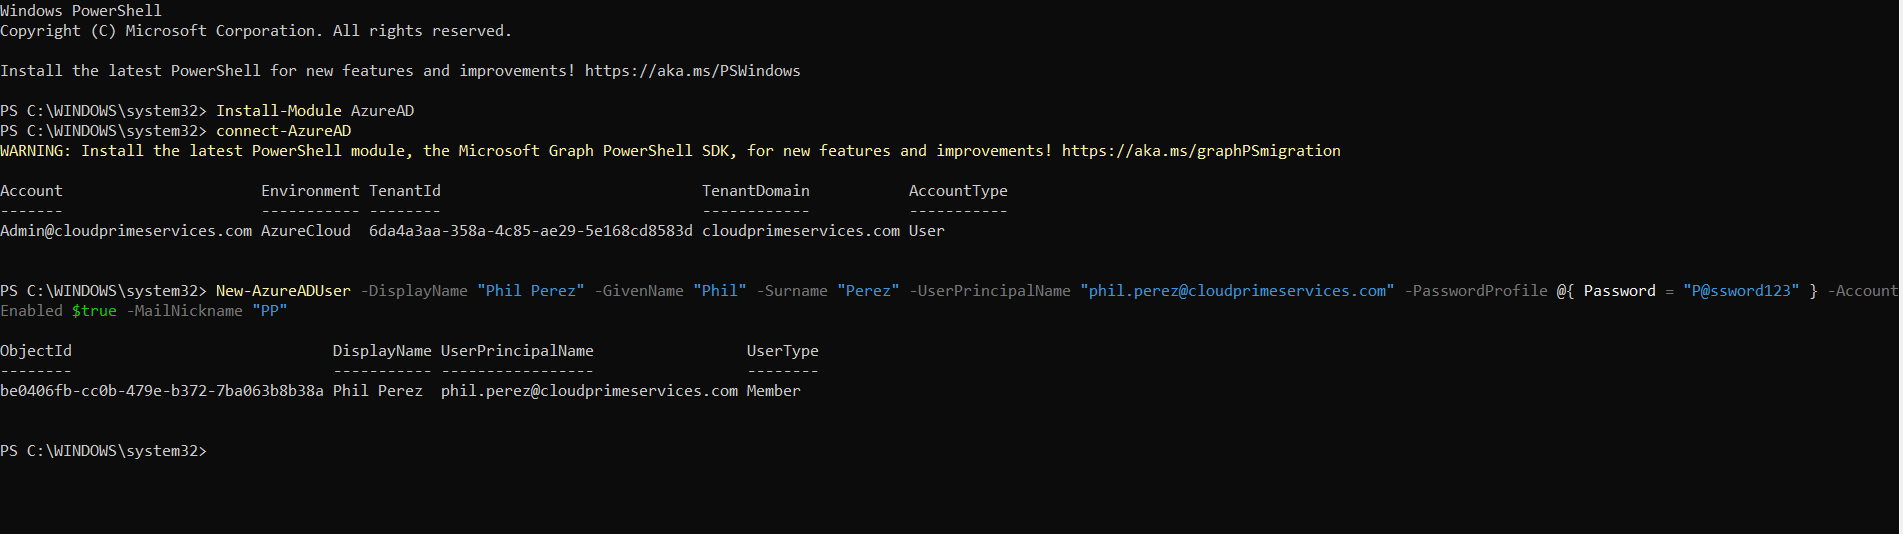 Windows PowerShell
Copyright (C) Microsoft Corporation. All rights reserved.
Install the latest PowerShell for new features and improvements! https://aka.ms/PSWindows
PS C:\WINDOWS\system32> Install-Module AzureAD
PS C:\WINDOWS\system32> connect-AzureAD
WARNING: Install the latest PowerShell module, the Microsoft Graph PowerShell SDK, for new features and improvements! https://aka.ms/graphPSmigration
Account                      Environment TenantId                             TenantDomain           AccountType
-------                      ----------- --------                             ------------           -----------
Admin@cloudprimeservices.com AzureCloud  6da4a3aa-358a-4c85-ae29-5e168cd8583d cloudprimeservices.com User
PS C:\WINDOWS\system32> New-AzureADUser -DisplayName "Phil Perez" -GivenName "Phil" -Surname "Perez" -UserPrincipalName "phil.perez@cloudprimeservices.com" -PasswordProfile @{ Password = "P@ssword123" } -Account
Enabled $true -MailNickname "PP"
ObjectId                             DisplayName UserPrincipalName                 UserType
--------                             ----------- -----------------                 --------
be0406fb-cc0b-479e-b372-7ba063b8b38a Phil Perez  phil.perez@cloudprimeservices.com Member
PS C:\WINDOWS\system32>